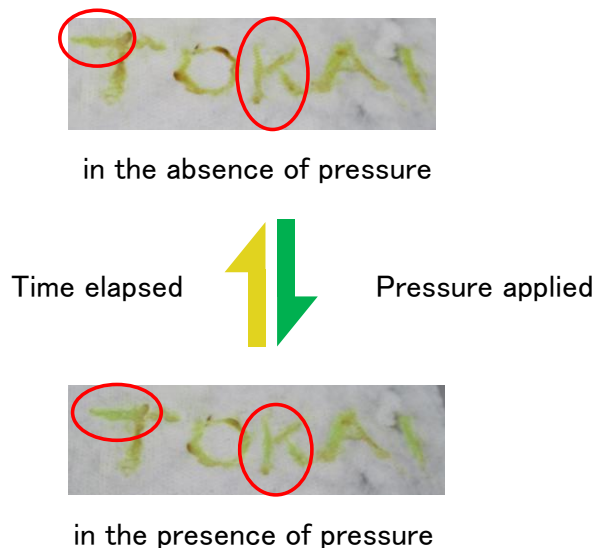 TOKAI
in the absence of pressure
Time elapsed
Pressure applied
TOKAI
in the presence of pressure